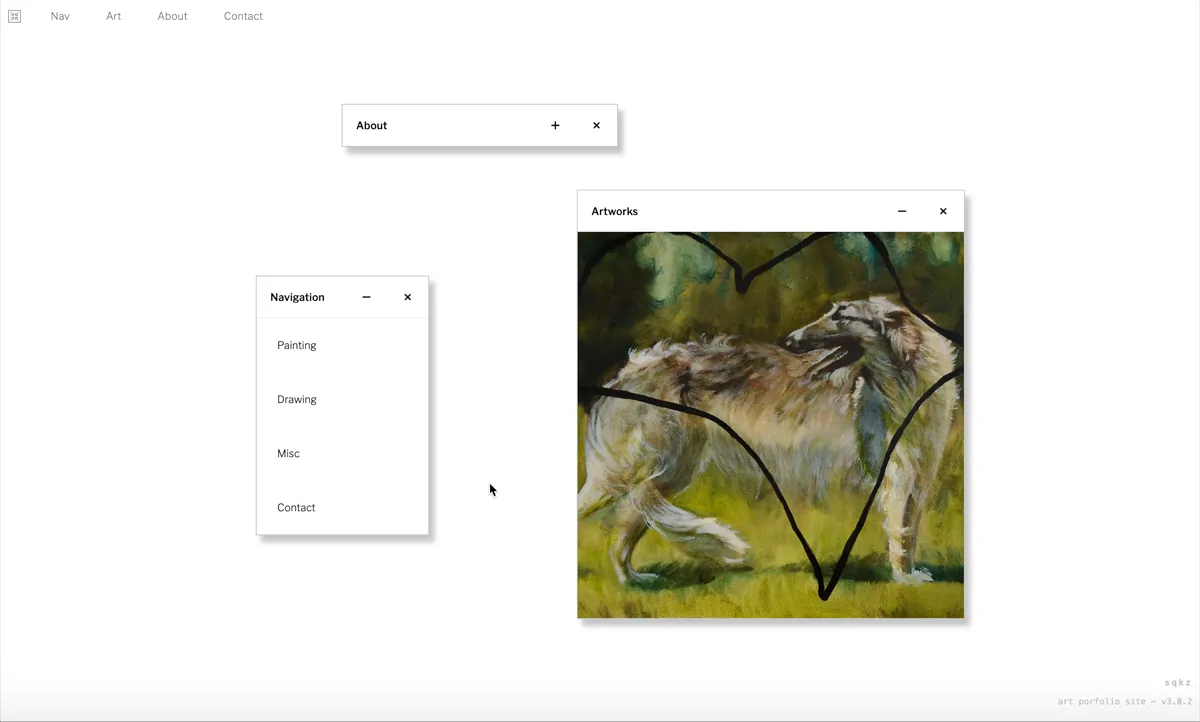 Nav Art About Contact
About
Artworks
Navigation
Painting
Drawing
Misc
Contact
sqkz
art porfolio site – v3.0.2